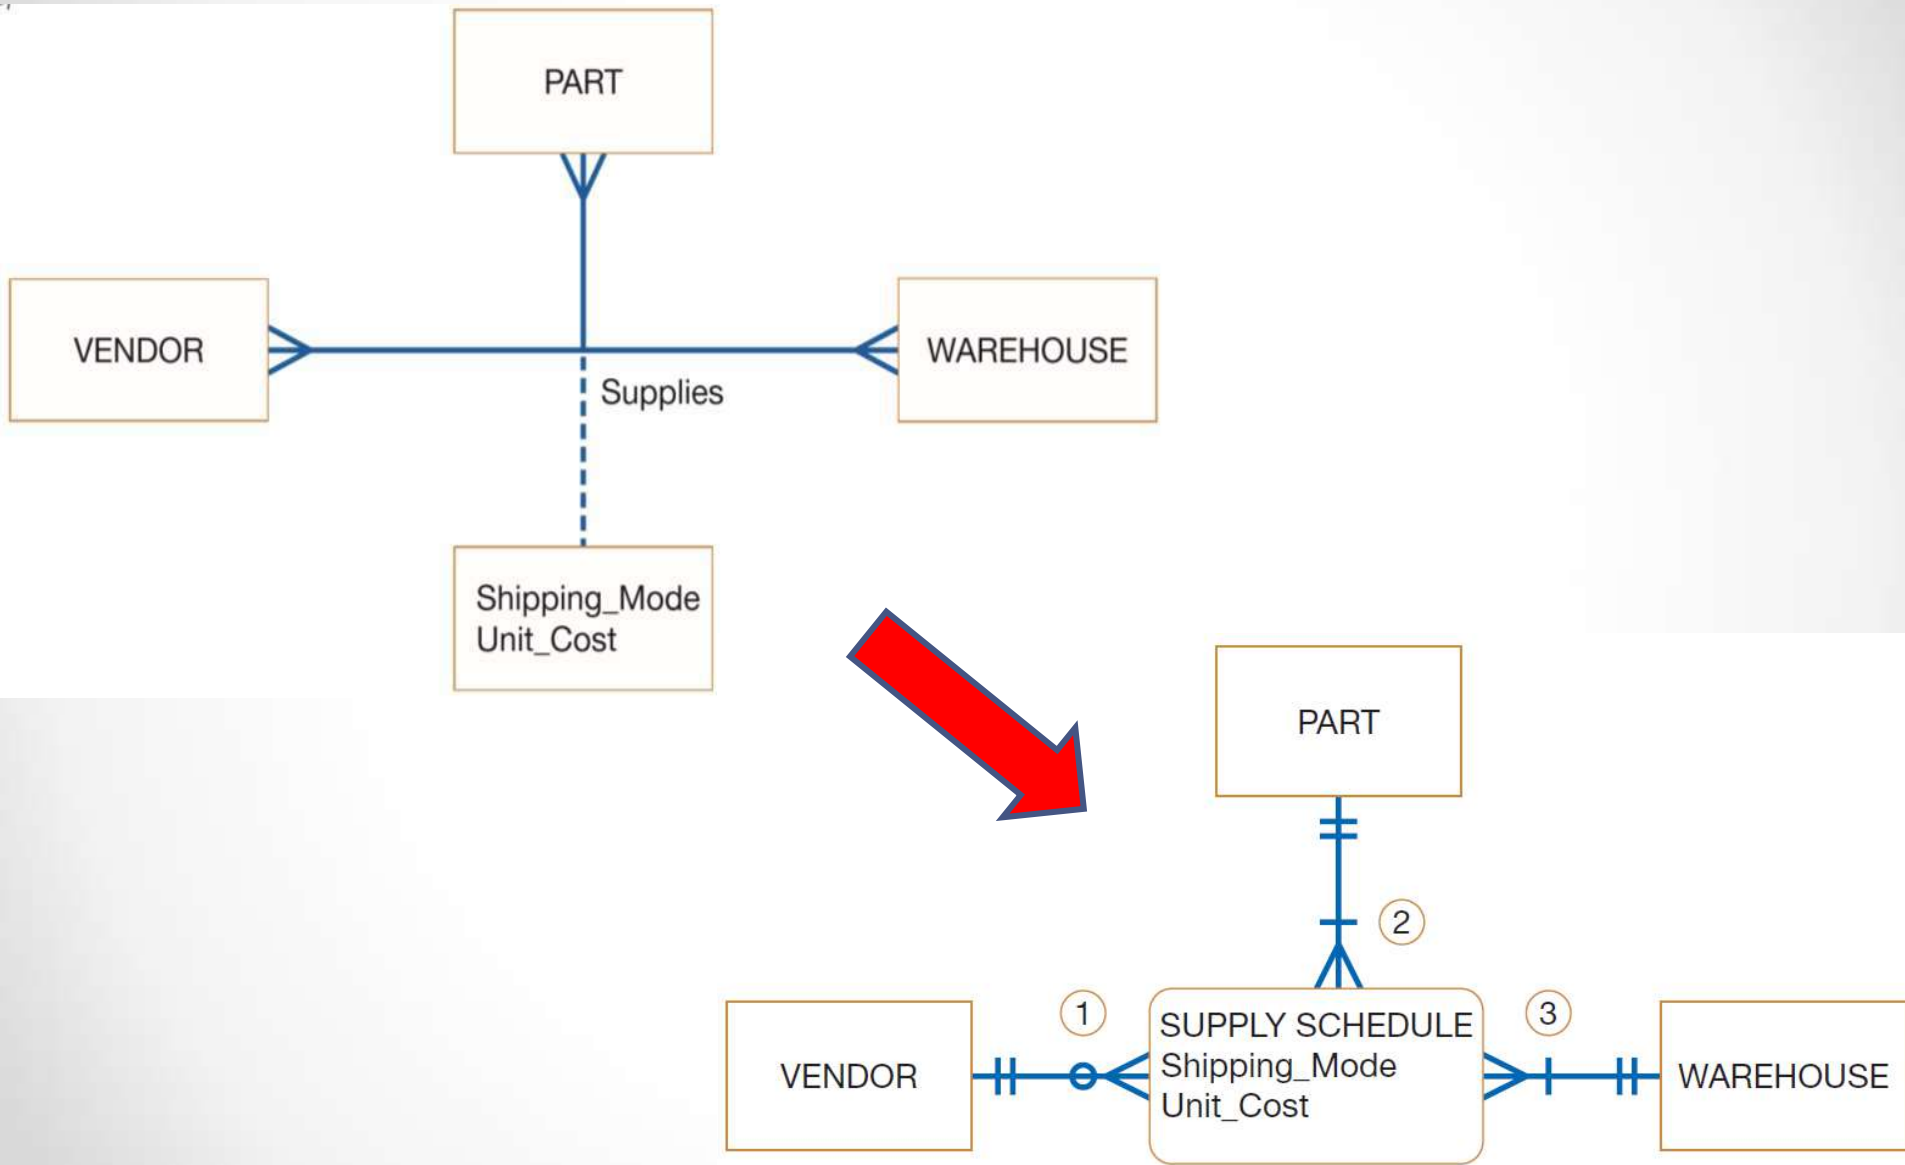 PART
VENDOR
WAREHOUSE
Supplies
Shipping_Mode
Unit_Cost
PART
2
1
3
SUPPLY SCHEDULE
Shipping_Mode
Unit_Cost
VENDOR
WAREHOUSE